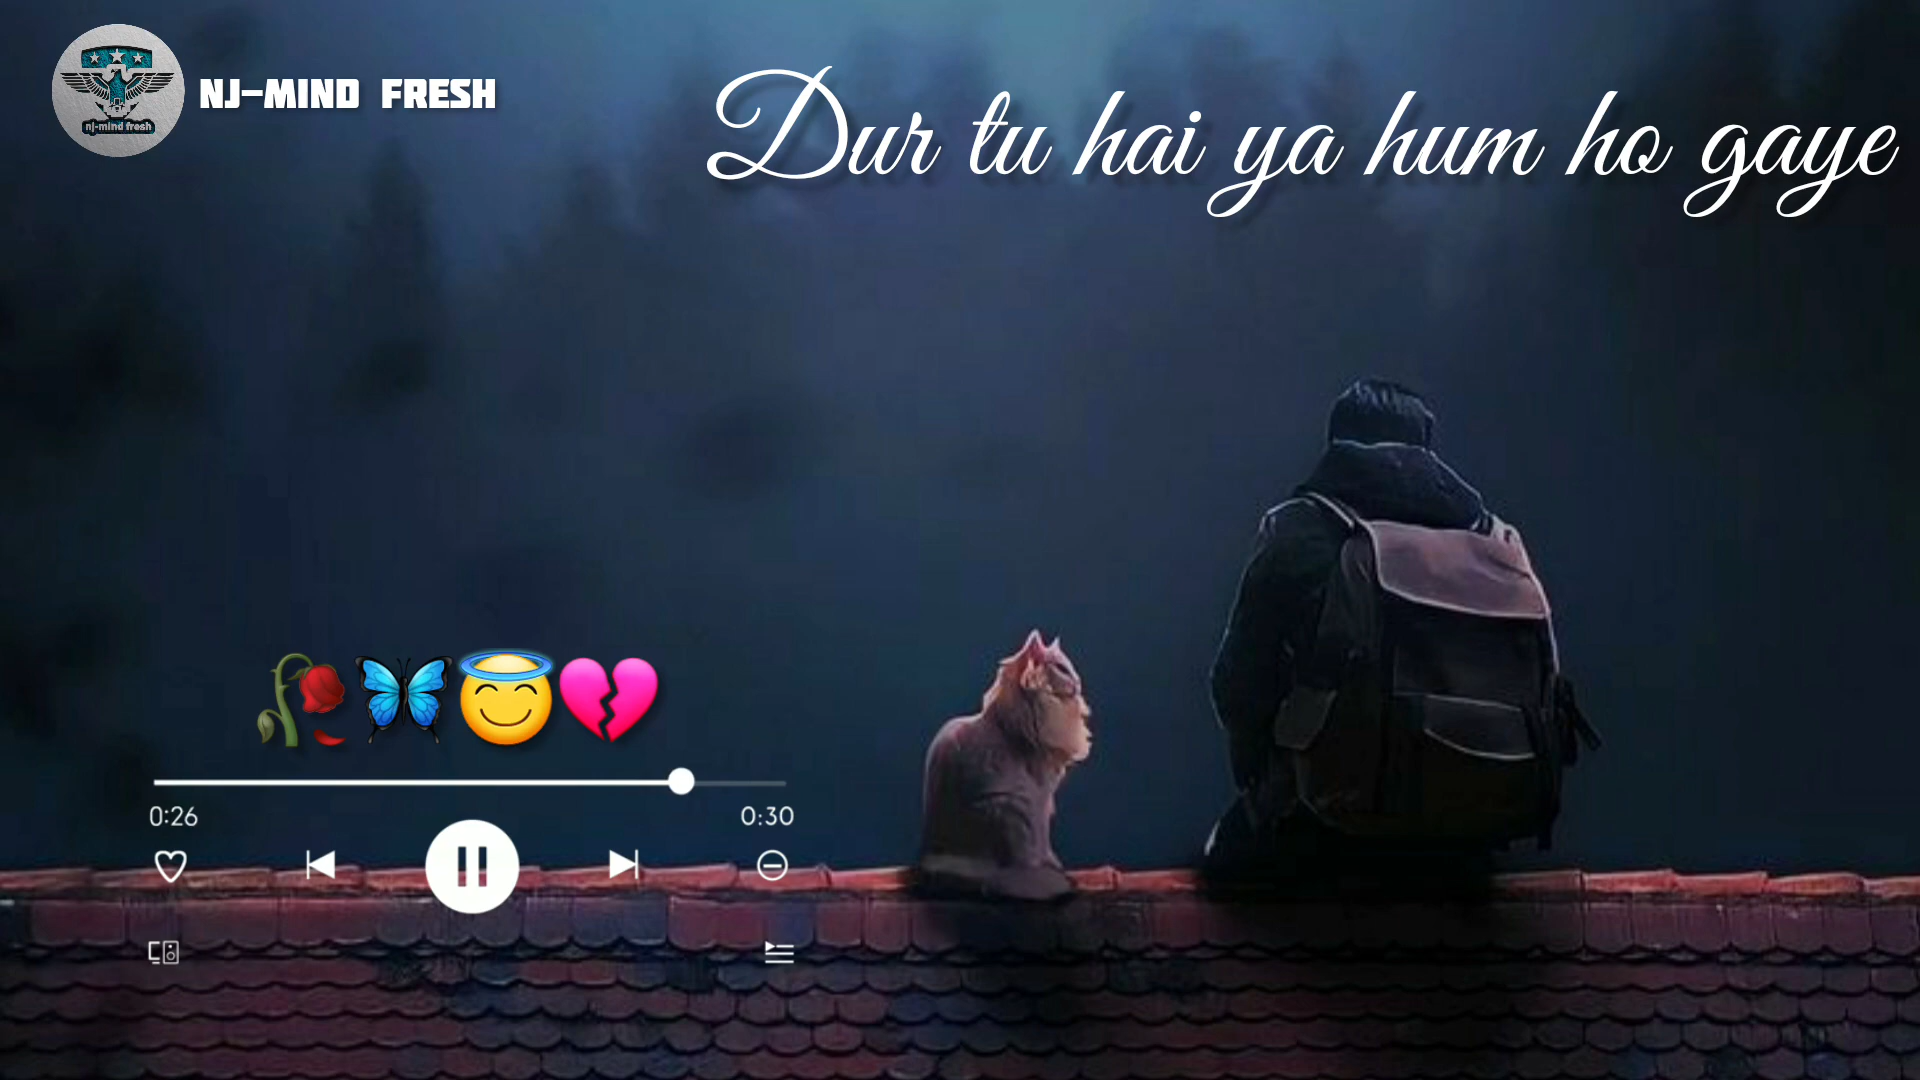 NJ-MIND FRESH
nj-mind fresh
Dur tu hai ya hum ho gaye
0:26
0:30